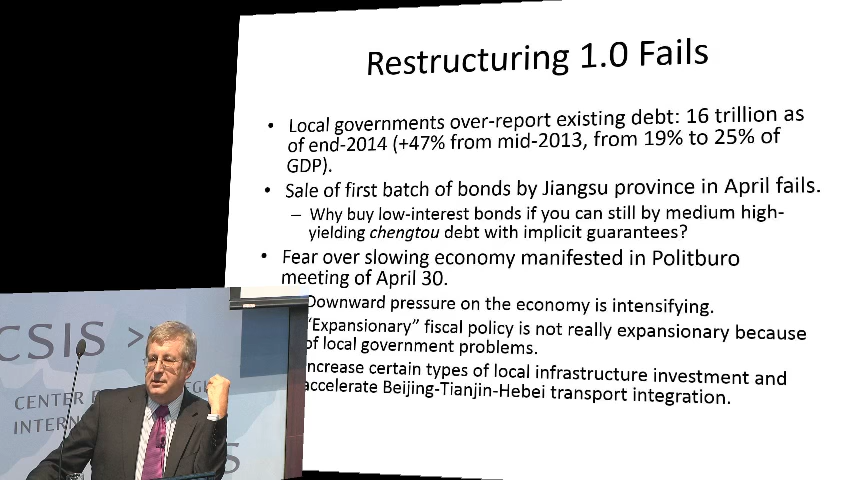 Restructuring 1.0 Fails
• Local governments over-report existing debt: 16 trillion as
of end-2014 (+47% from mid-2013, from 19% to 25% of
GDP).
• Sale of first batch of bonds by Jiangsu province in April fails.
– Why buy low-interest bonds if you can still by medium high-
yielding chengtou debt with implicit guarantees?
• Fear over slowing economy manifested in Politburo
meeting of April 30.
Downward pressure on the economy is intensifying.
"Expansionary" fiscal policy is not really expansionary because
of local government problems.
ncrease certain types of local infrastructure investment and
accelerate Beijing-Tianjin-Hebei transport integration.
CSIS >
CENTER
INTERN